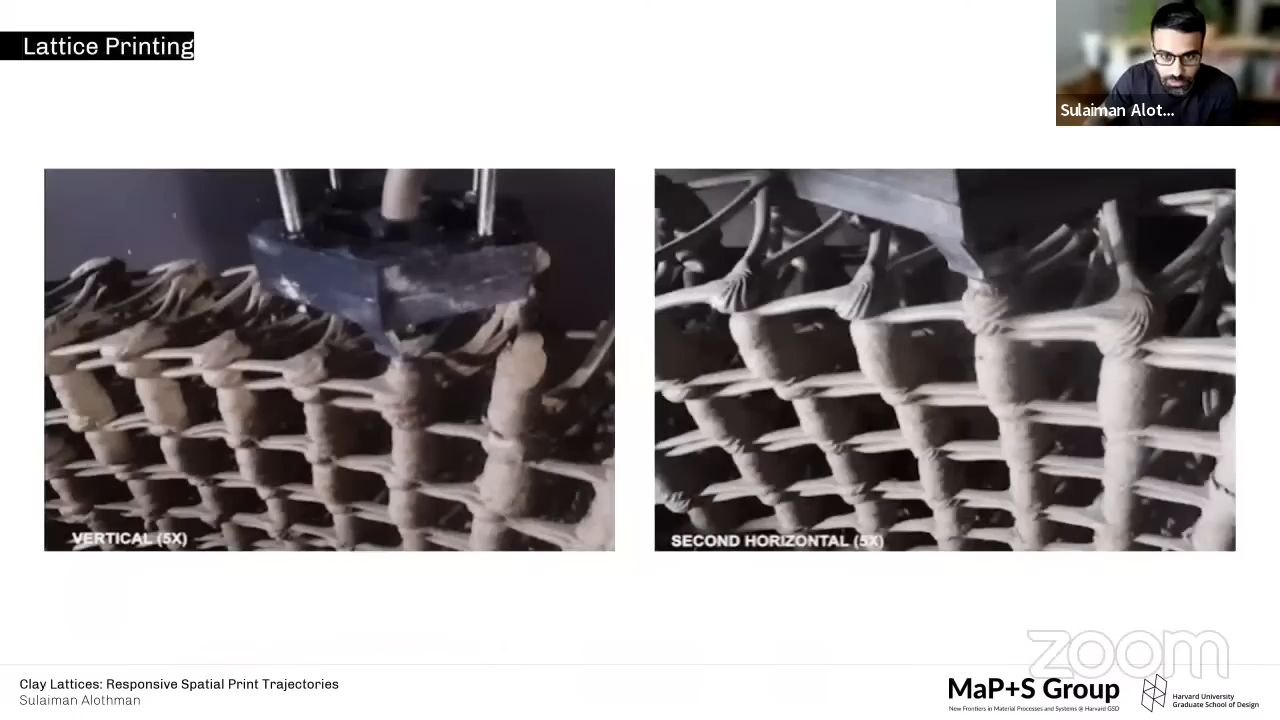 Lattice Printing
Sulaiman Alot...
VERTICAL (5X)
SECOND HORIZONTAL (5X)
zoom
Clay Lattices: Responsive Spatial Print Trajectories
Sulaiman Alothman
MaP+S Group
New Frontiers in Material Processes and Systems @ Harvard GSD
Harvard University
Graduate School of Design